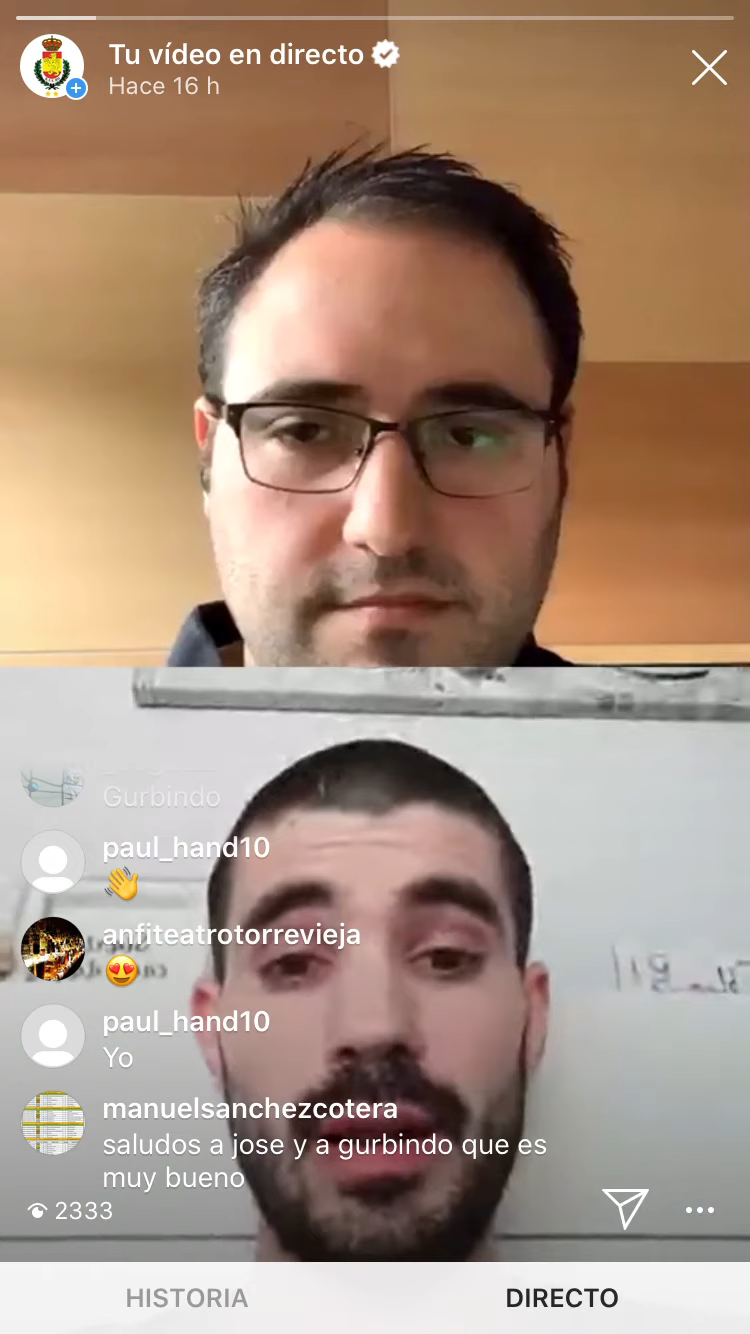 Tu vídeo en directo
Hace 16 h
Gurbindo
paul_hand10
👋
anfiteatrotorrevieja
😍
paul_hand10
Yo
manuelsanchezcotera
saludos a jose y a gurbindo que es
muy bueno
2333
HISTORIA
DIRECTO